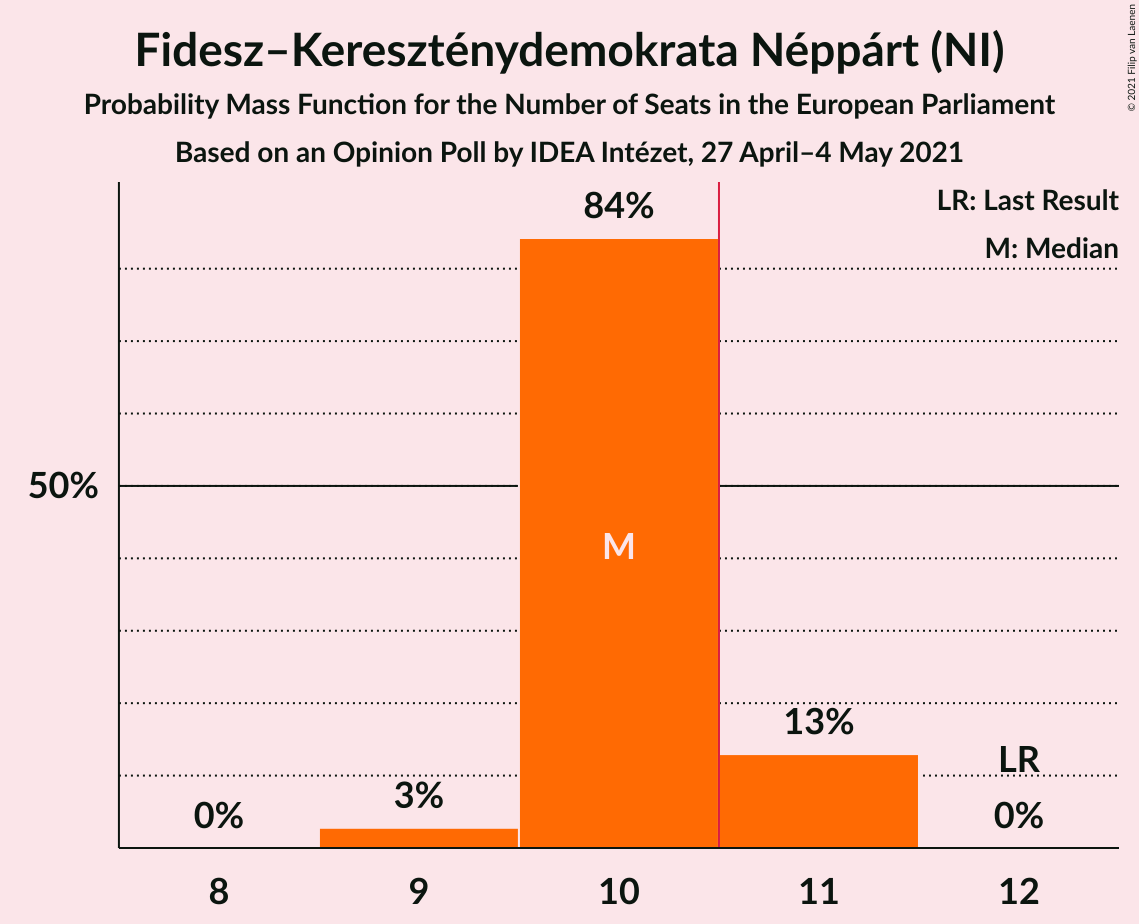 Fidesz–Kereszténydemokrata Néppárt (NI)
Probability Mass Function for the Number of Seats in the European Parliament
Based on an Opinion Poll by IDEA Intézet, 27 April–4 May 2021
© 2021 Filip van Laenen
LR: Last Result
M: Median
84%
50%
M
13%
LR
3%
0%
0%
8
9
10
11
12